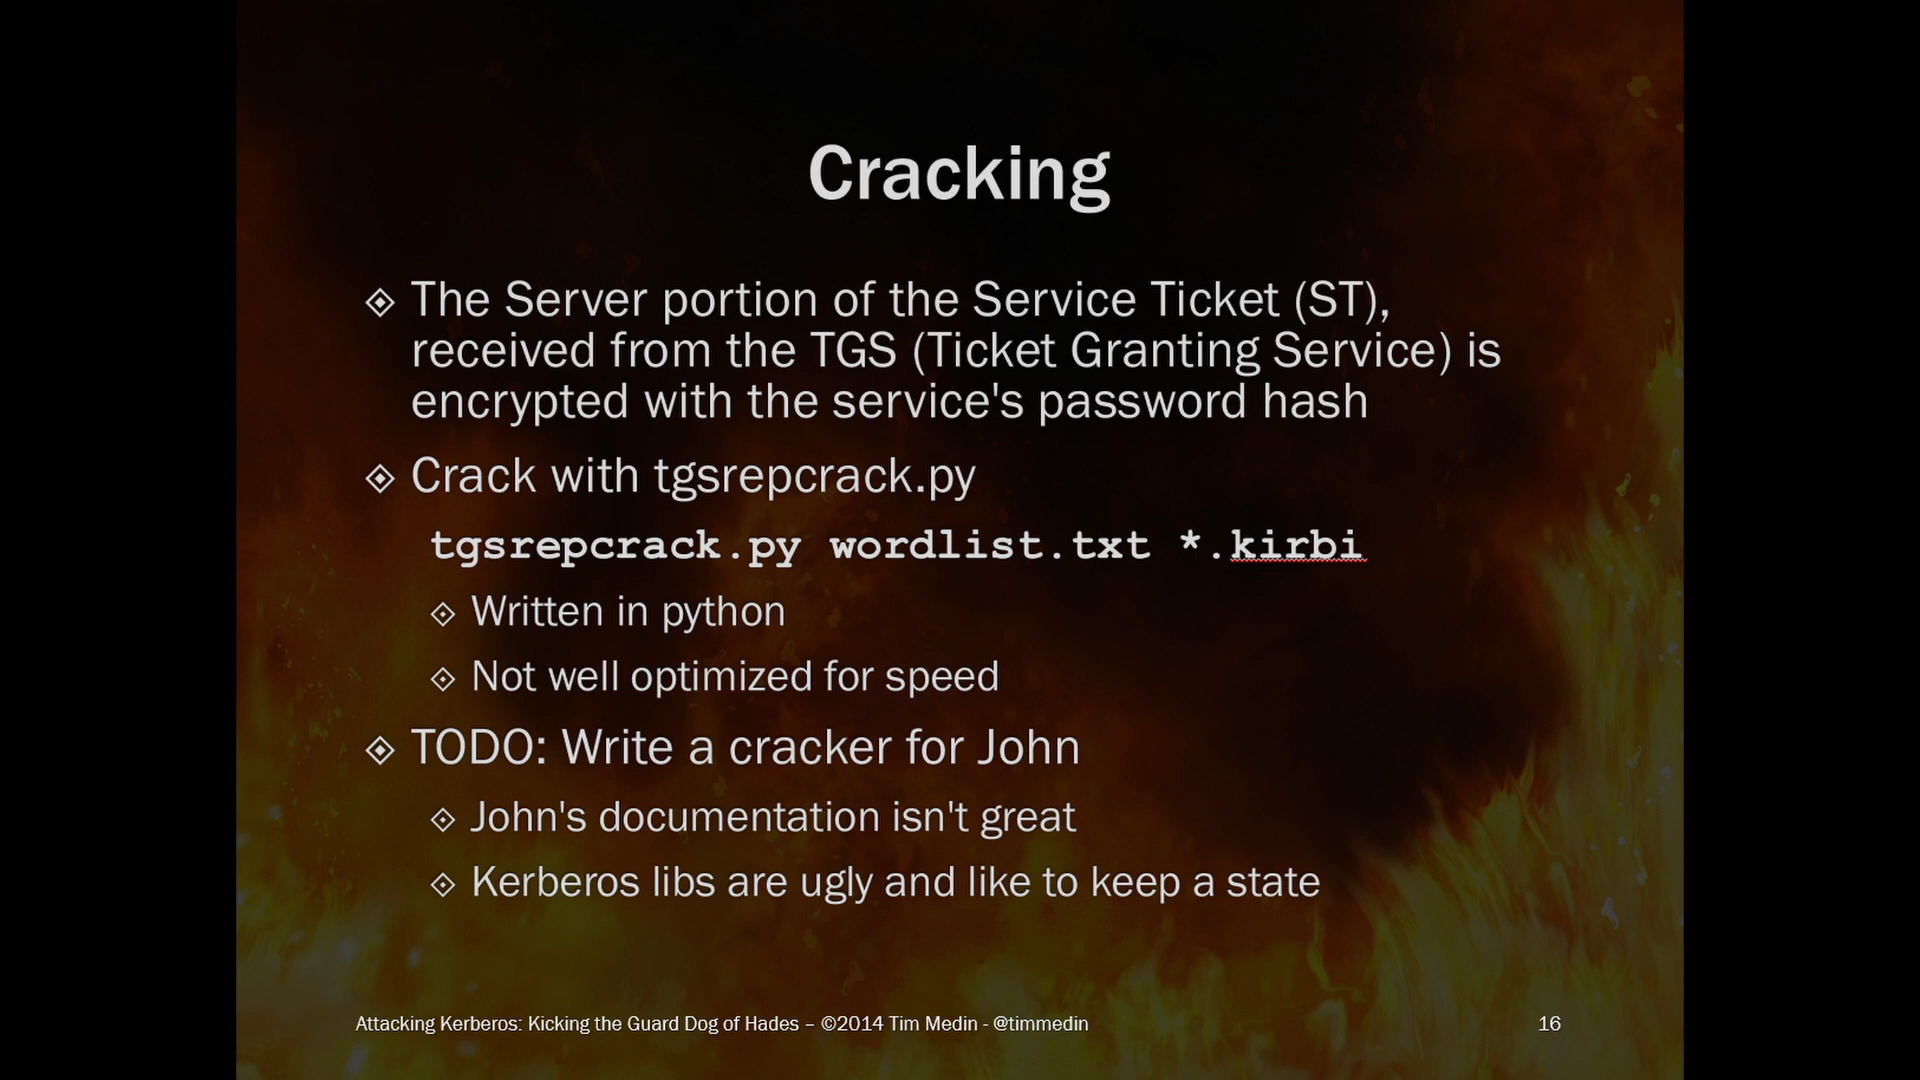 Cracking
The Server portion of the Service Ticket (ST),
received from the TGS (Ticket Granting Service) is
encrypted with the service's password hash
Crack with tgsrepcrack.py
tgsrepcrack.py wordlist.txt *.kirbi
Written in python
Not well optimized for speed
TODO: Write a cracker for John
John's documentation isn't great
Kerberos libs are ugly and like to keep a state
Attacking Kerberos: Kicking the Guard Dog of Hades – ©2014 Tim Medin - @timmedin
16